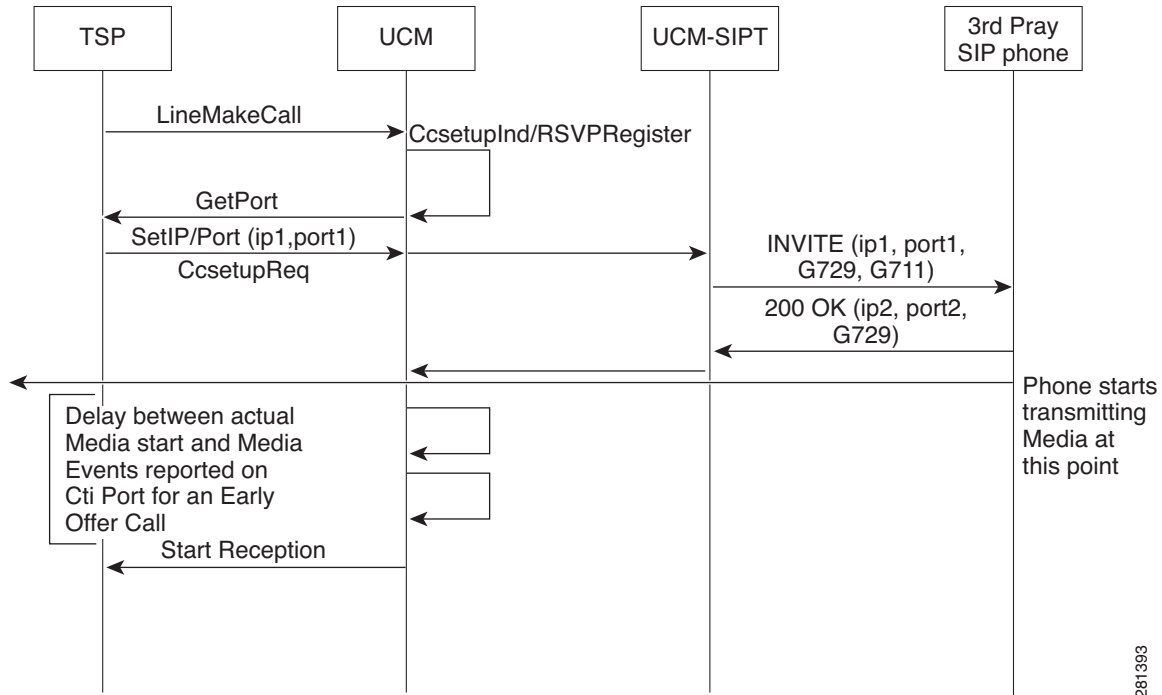 TSP
UCM
UCM-SIPT
3rd Pray
SIP phone
LineMakeCall
CcsetupInd/RSVPRegister
GetPort
SetIP/Port (ip1,port1)
CcsetupReq
INVITE (ip1, port1,
G729, G711)
200 OK (ip2, port2,
G729)
Phone starts
transmitting
Media at
this point
Delay between actual
Media start and Media
Events reported on
Cti Port for an Early
Offer Call
Start Reception
281393